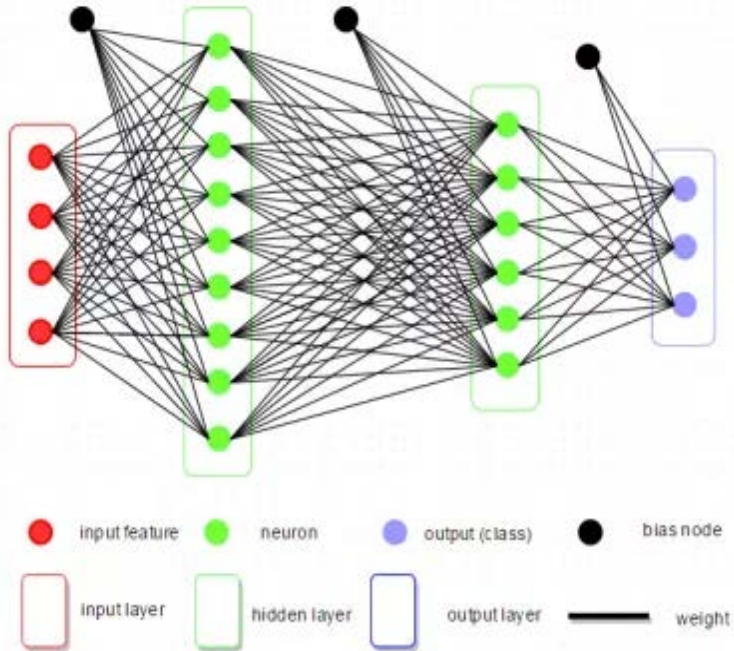 input feature
neuron
output (class)
bias node
input layer
hidden layer
output layer
weight